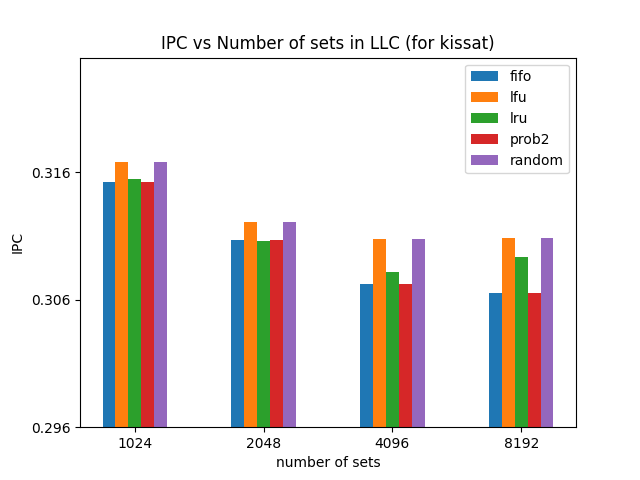 IPC vs Number of sets in LLC (for kissat)
fifo
lfu
lru
prob2
random
0.316
0.306
0.296
IPC
1024 2048 4096 8192
number of sets